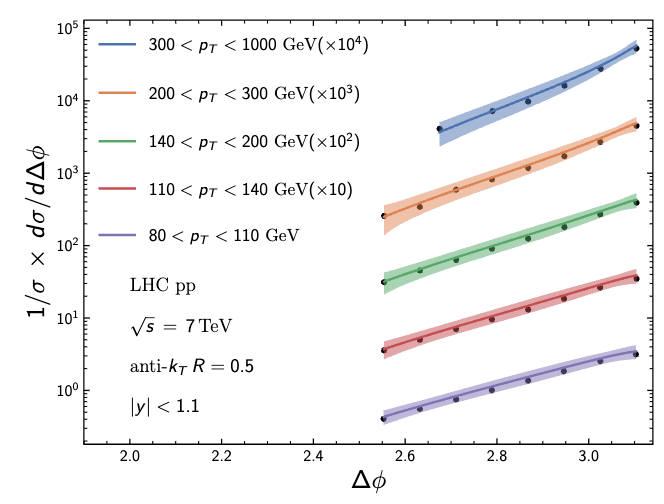 10⁵
10⁴
10³
10²
10¹
10⁰
1/σ × dσ/dΔϕ
300 < p_T < 1000 GeV(×10⁴)
200 < p_T < 300 GeV(×10³)
140 < p_T < 200 GeV(×10²)
110 < p_T < 140 GeV(×10)
80 < p_T < 110 GeV
LHC pp
√s = 7 TeV
anti-k_T R = 0.5
|y| < 1.1
2.0 2.2 2.4 2.6 2.8 3.0
Δϕ